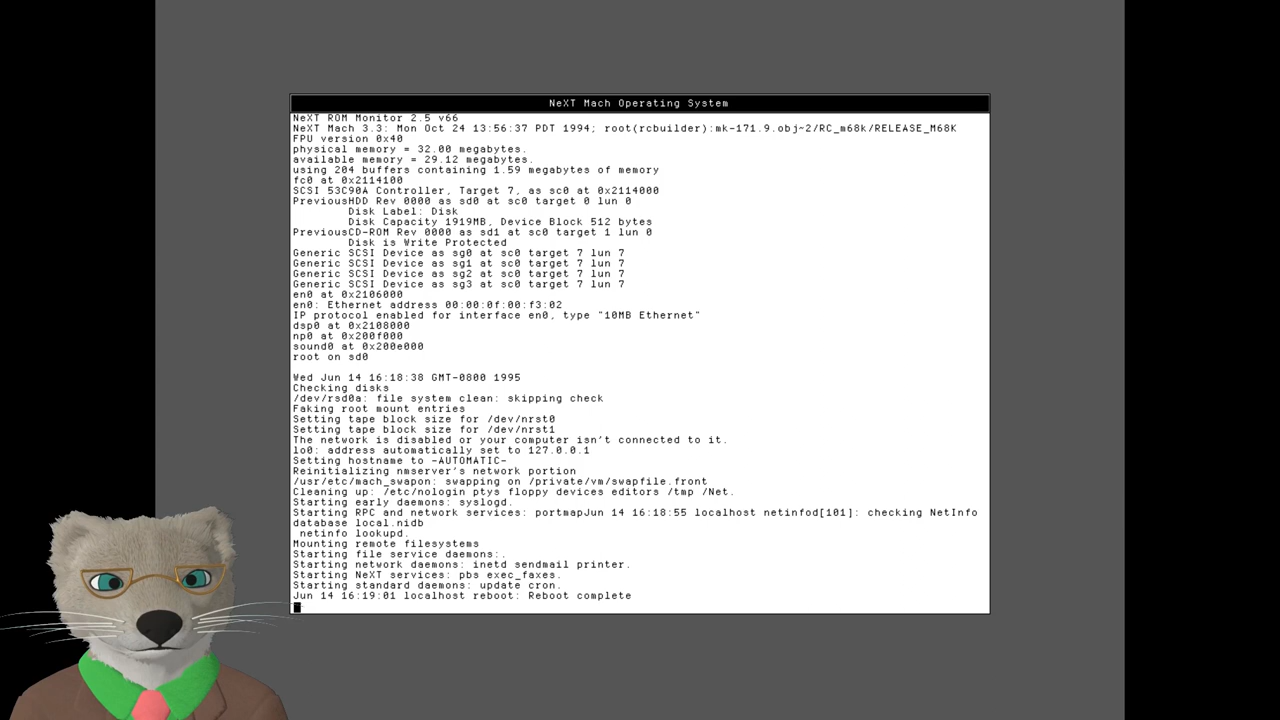 NeXT Mach Operating System
NeXT ROM Monitor 2.5 v66
NeXT Mach 3.3: Mon Oct 24 13:56:37 PDT 1994; root(rcbuilder):mk-171.9.obj~2/RC_m68k/RELEASE_M68K
FPU version 0x40
physical memory = 32.00 megabytes.
available memory = 29.12 megabytes.
using 204 buffers containing 1.59 megabytes of memory
fc0 at 0x2114100
SCSI 53C90A Controller, Target 7, as sc0 at 0x2114000
PreviousHDD Rev 0000 as sd0 at sc0 target 0 lun 0
Disk Label: Disk
Disk Capacity 1919MB, Device Block 512 bytes
PreviousCD-ROM Rev 0000 as sd1 at sc0 target 1 lun 0
Disk is Write Protected
Generic SCSI Device as sg0 at sc0 target 7 lun 7
Generic SCSI Device as sg1 at sc0 target 7 lun 7
Generic SCSI Device as sg2 at sc0 target 7 lun 7
Generic SCSI Device as sg3 at sc0 target 7 lun 7
en0 at 0x2106000
en0: Ethernet address 00:00:0f:00:f3:02
IP protocol enabled for interface en0, type "10MB Ethernet"
dsp0 at 0x2108000
np0 at 0x200f000
sound0 at 0x200e000
root on sd0
Wed Jun 14 16:18:38 GMT-0800 1995
Checking disks
/dev/rsd0a: file system clean: skipping check
Faking root mount entries
Setting tape block size for /dev/nrst0
Setting tape block size for /dev/nrst1
The network is disabled or your computer isn't connected to it.
lo0: address automatically set to 127.0.0.1
Setting hostname to -AUTOMATIC-
Reinitializing nmserver's network portion
/usr/etc/mach_swapon: swapping on /private/vm/swapfile.front
Cleaning up: /etc/nologin ptys floppy devices editors /tmp /Net.
Starting early daemons: syslogd.
Starting RPC and network services: portmapJun 14 16:18:55 localhost netinfod[101]: checking NetInfo
database local.nidb
netinfo lookupd.
Mounting remote filesystems
Starting file service daemons:.
Starting network daemons: inetd sendmail printer.
Starting NeXT services: pbs exec_faxes.
Starting standard daemons: update cron.
Jun 14 16:19:01 localhost reboot: Reboot complete